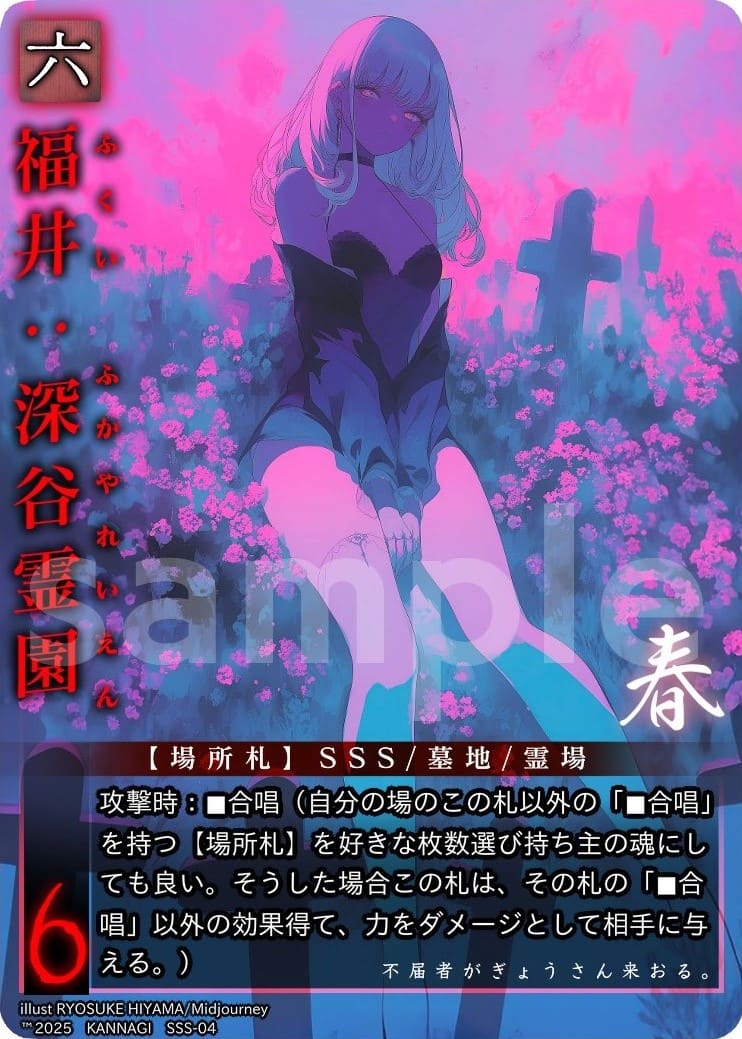 六
福井：深谷霊園
ふくい
ふかやれいえん
sample
春
【場所札】SSS/墓地/霊場
攻撃時：■合唱（自分の場のこの札以外の「■合唱」
を持つ【場所札】を好きな枚数選び持ち主の魂にし
ても良い。そうした場合この札は、その札の「■合
唱」以外の効果得て、力をダメージとして相手に与
える。）
不届者がぎょうさん来おる。
6
illust RYOSUKE HIYAMA/Midjourney
™2025 KANNAGI SSS-04